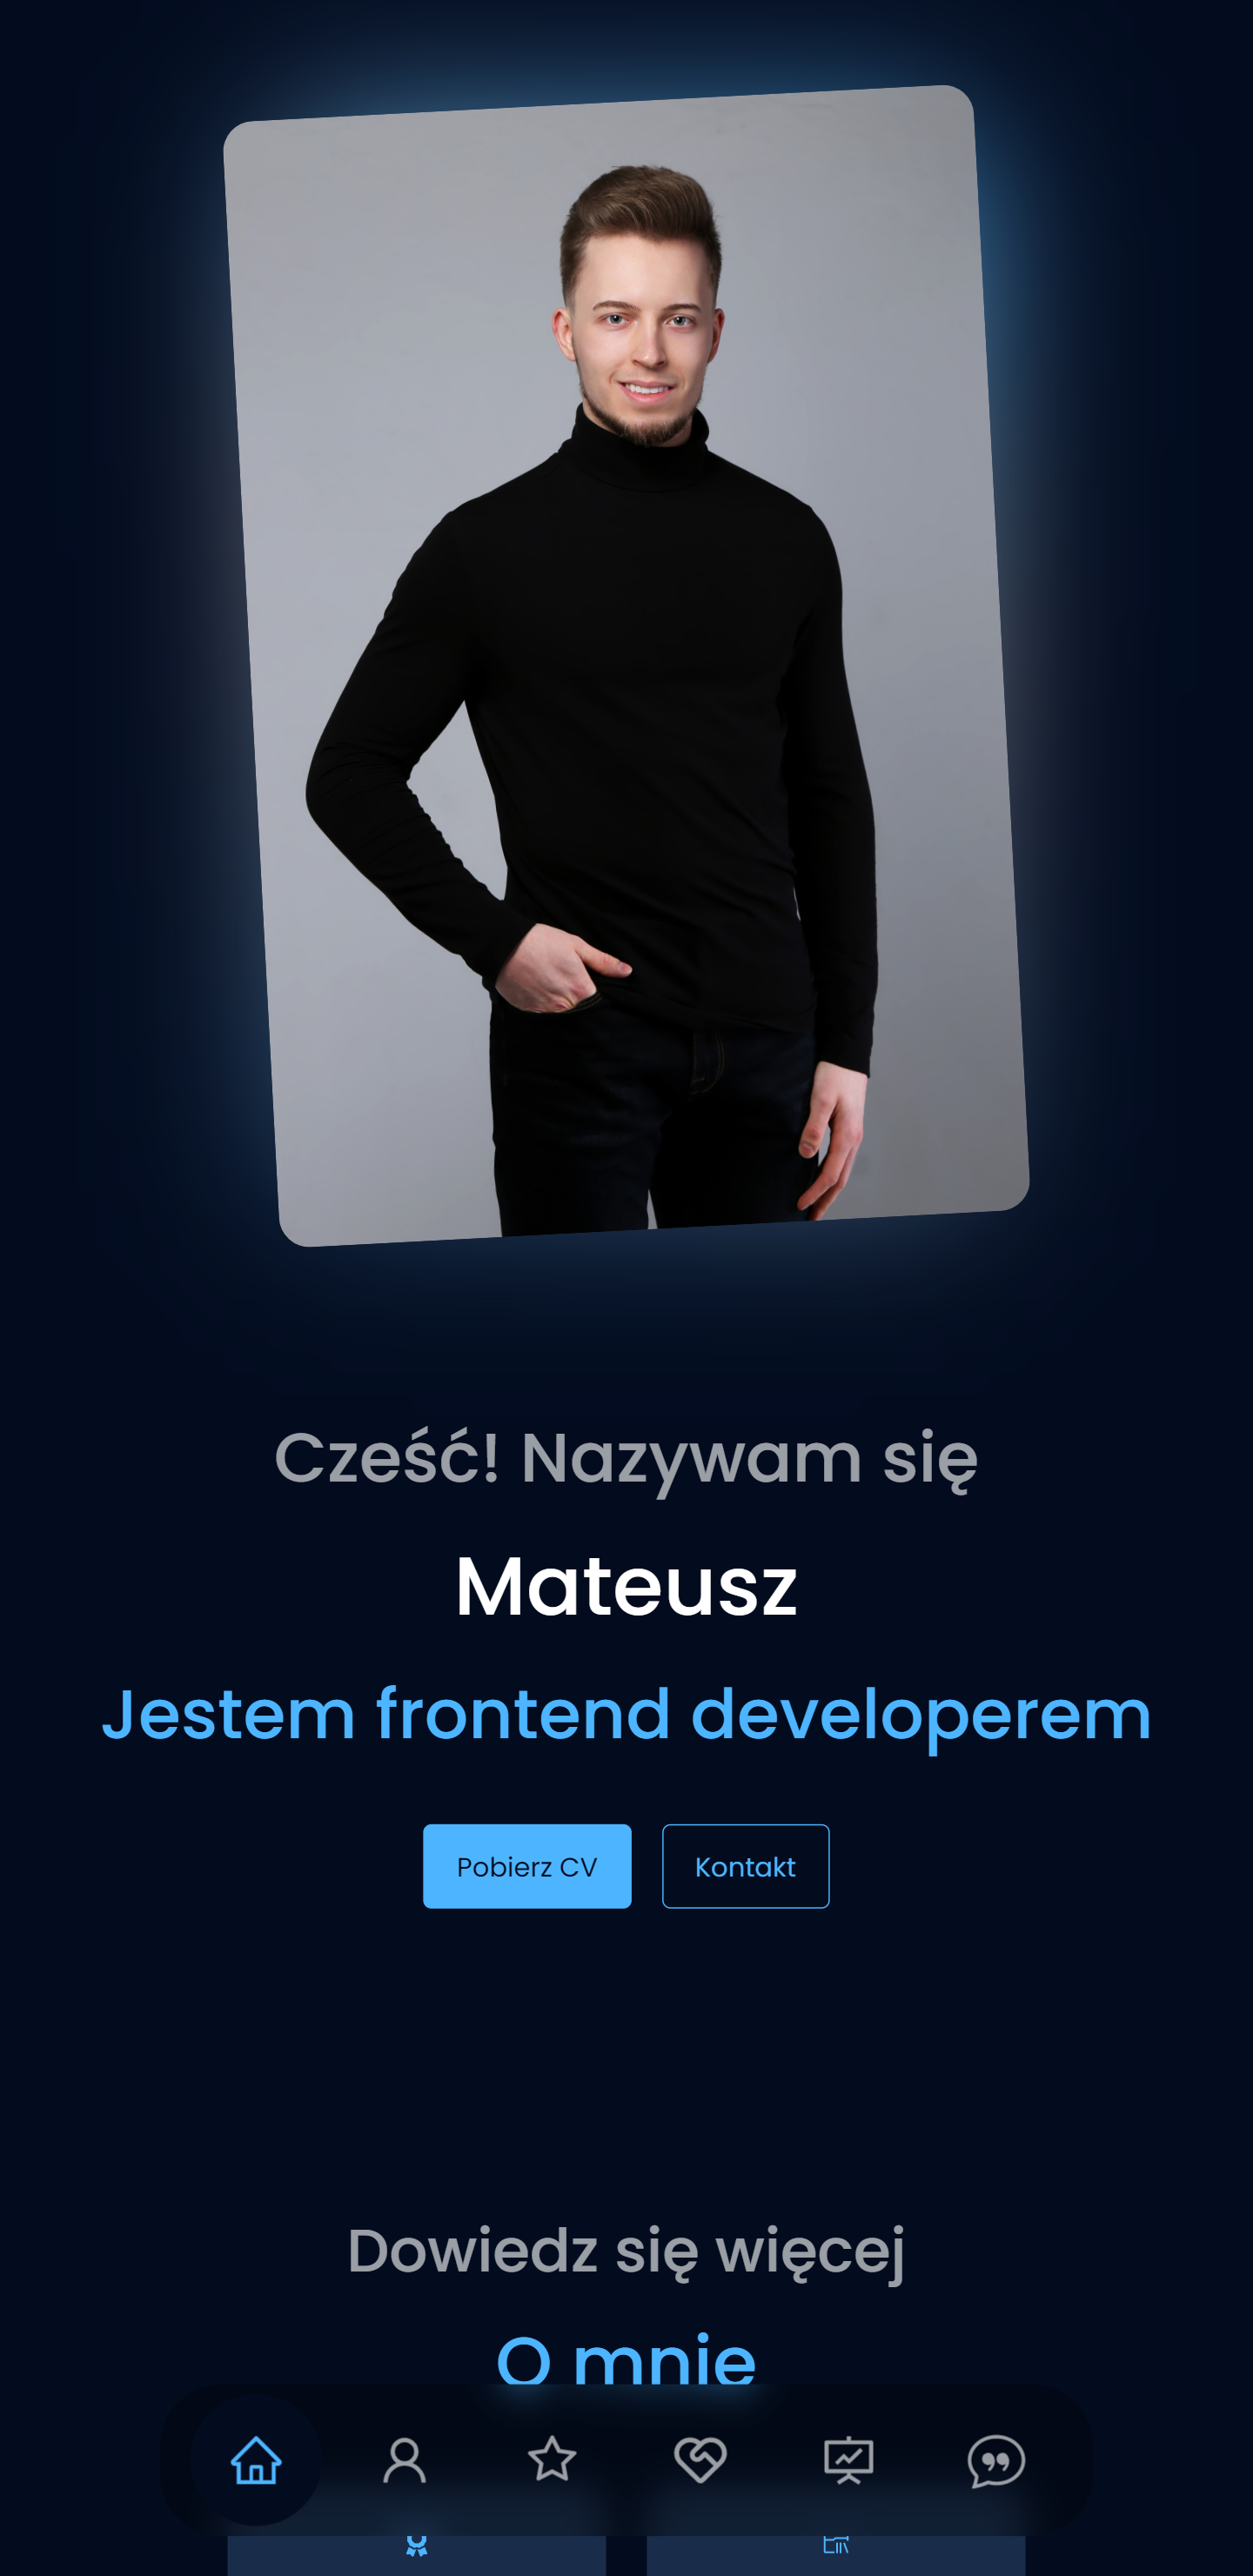 Cześć! Nazywam się
Mateusz
Jestem frontend developerem
Pobierz CV
Kontakt
Dowiedz się więcej
O mnie